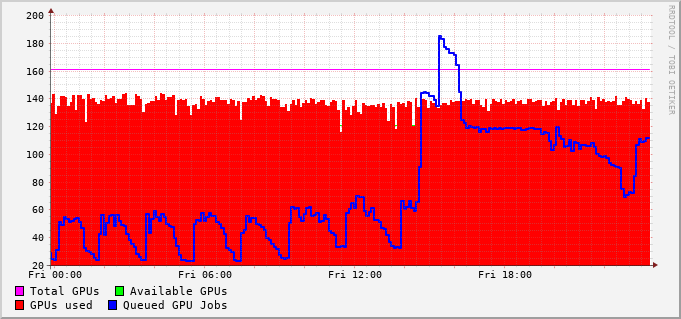 200
180
160
140
120
100
80
60
40
20
Fri 00:00 Fri 06:00 Fri 12:00 Fri 18:00
Total GPUs Available GPUs
GPUs used Queued GPU Jobs
RRDTOOL / TOBI OETIKER